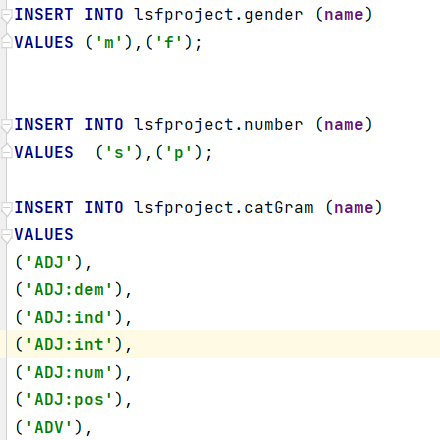 INSERT INTO lsfproject.gender (name)
VALUES ('m'),('f');
INSERT INTO lsfproject.number (name)
VALUES  ('s'),('p');
INSERT INTO lsfproject.catGram (name)
VALUES
('ADJ'),
('ADJ:dem'),
('ADJ:ind'),
('ADJ:int'),
('ADJ:num'),
('ADJ:pos'),
('ADV'),